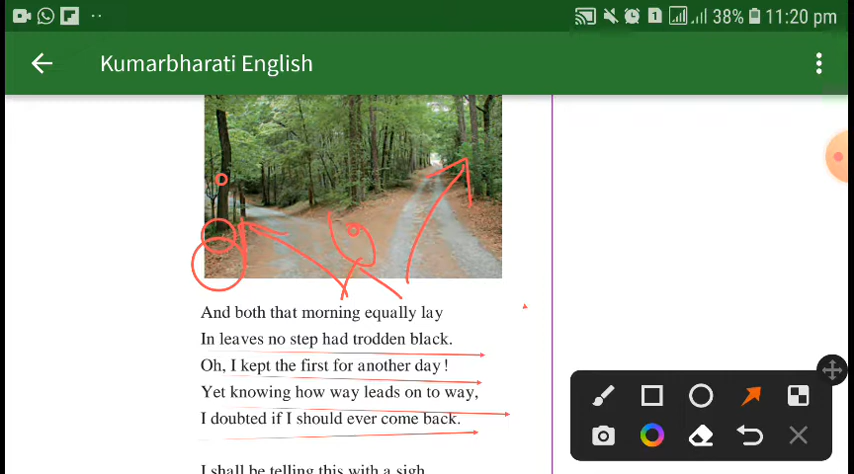 38% 11:20 pm
Kumarbharati English
And both that morning equally lay
In leaves no step had trodden black.
Oh, I kept the first for another day!
Yet knowing how way leads on to way,
I doubted if I should ever come back.
I shall be telling this with a sigh